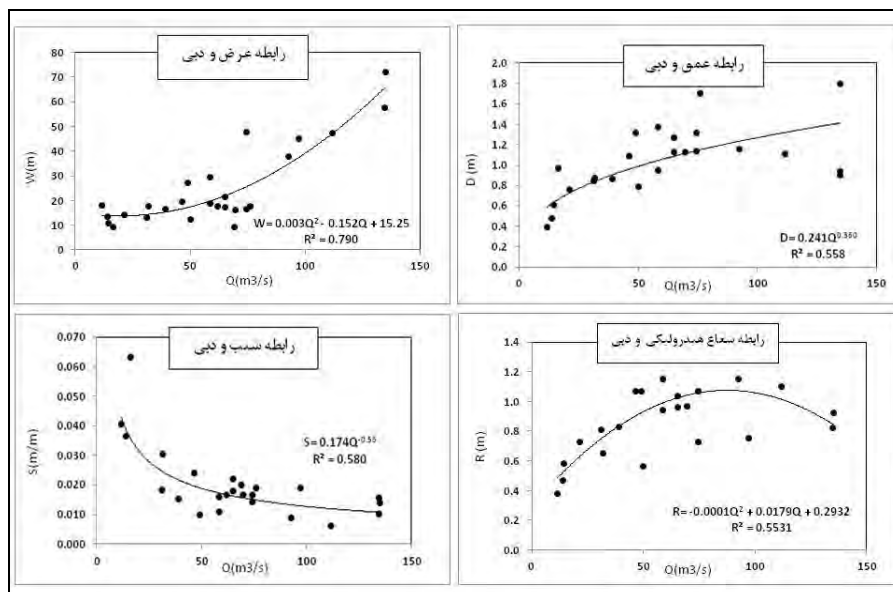 رابطه عرض و دبی
80
70
60
50
40
30
20
10
0
W(m)
W= 0.003Q² - 0.152Q + 15.25
R² = 0.790
0
50
100
150
Q(m3/s)
رابطه عمق و دبی
2.0
1.8
1.6
1.4
1.2
1.0
0.8
0.6
0.4
0.2
0.0
D (m)
D= 0.241Q^0.360
R² = 0.558
0
50
100
150
Q(m3/s)
رابطه شیب و دبی
0.070
0.060
0.050
0.040
0.030
0.020
0.010
0.000
S(m/m)
S=0.174Q^-0.55
R² = 0.580
0
50
100
150
Q(m3/s)
رابطه شعاع هیدرولیکی و دبی
1.4
1.2
1.0
0.8
0.6
0.4
0.2
0.0
R (m)
R= -0.0001Q² + 0.0179Q + 0.2932
R² = 0.5531
0
50
100
150
Q(m3/s)